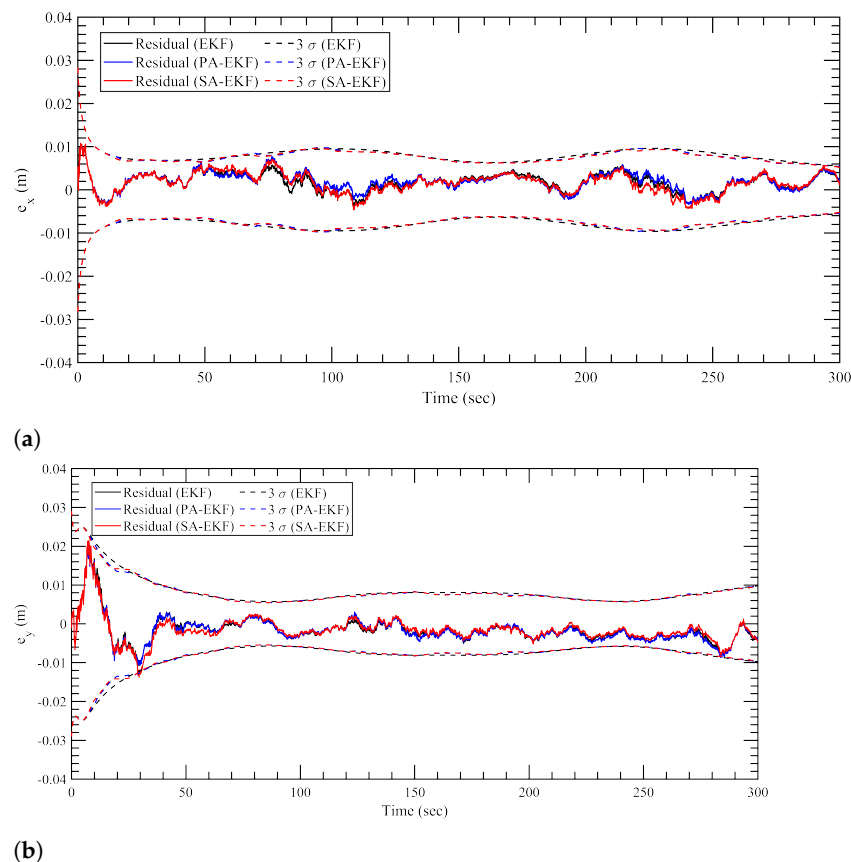 0.04
0.03
0.02
0.01
0
-0.01
-0.02
-0.03
-0.04
e_x (m)
Residual (EKF) 3 σ (EKF)
Residual (PA-EKF) 3 σ (PA-EKF)
Residual (SA-EKF) 3 σ (SA-EKF)
0 50 100 150 200 250 300
Time (sec)
(a)
0.04
0.03
0.02
0.01
0
-0.01
-0.02
-0.03
-0.04
e_y (m)
Residual (EKF) 3 σ (EKF)
Residual (PA-EKF) 3 σ (PA-EKF)
Residual (SA-EKF) 3 σ (SA-EKF)
0 50 100 150 200 250 300
Time (sec)
(b)